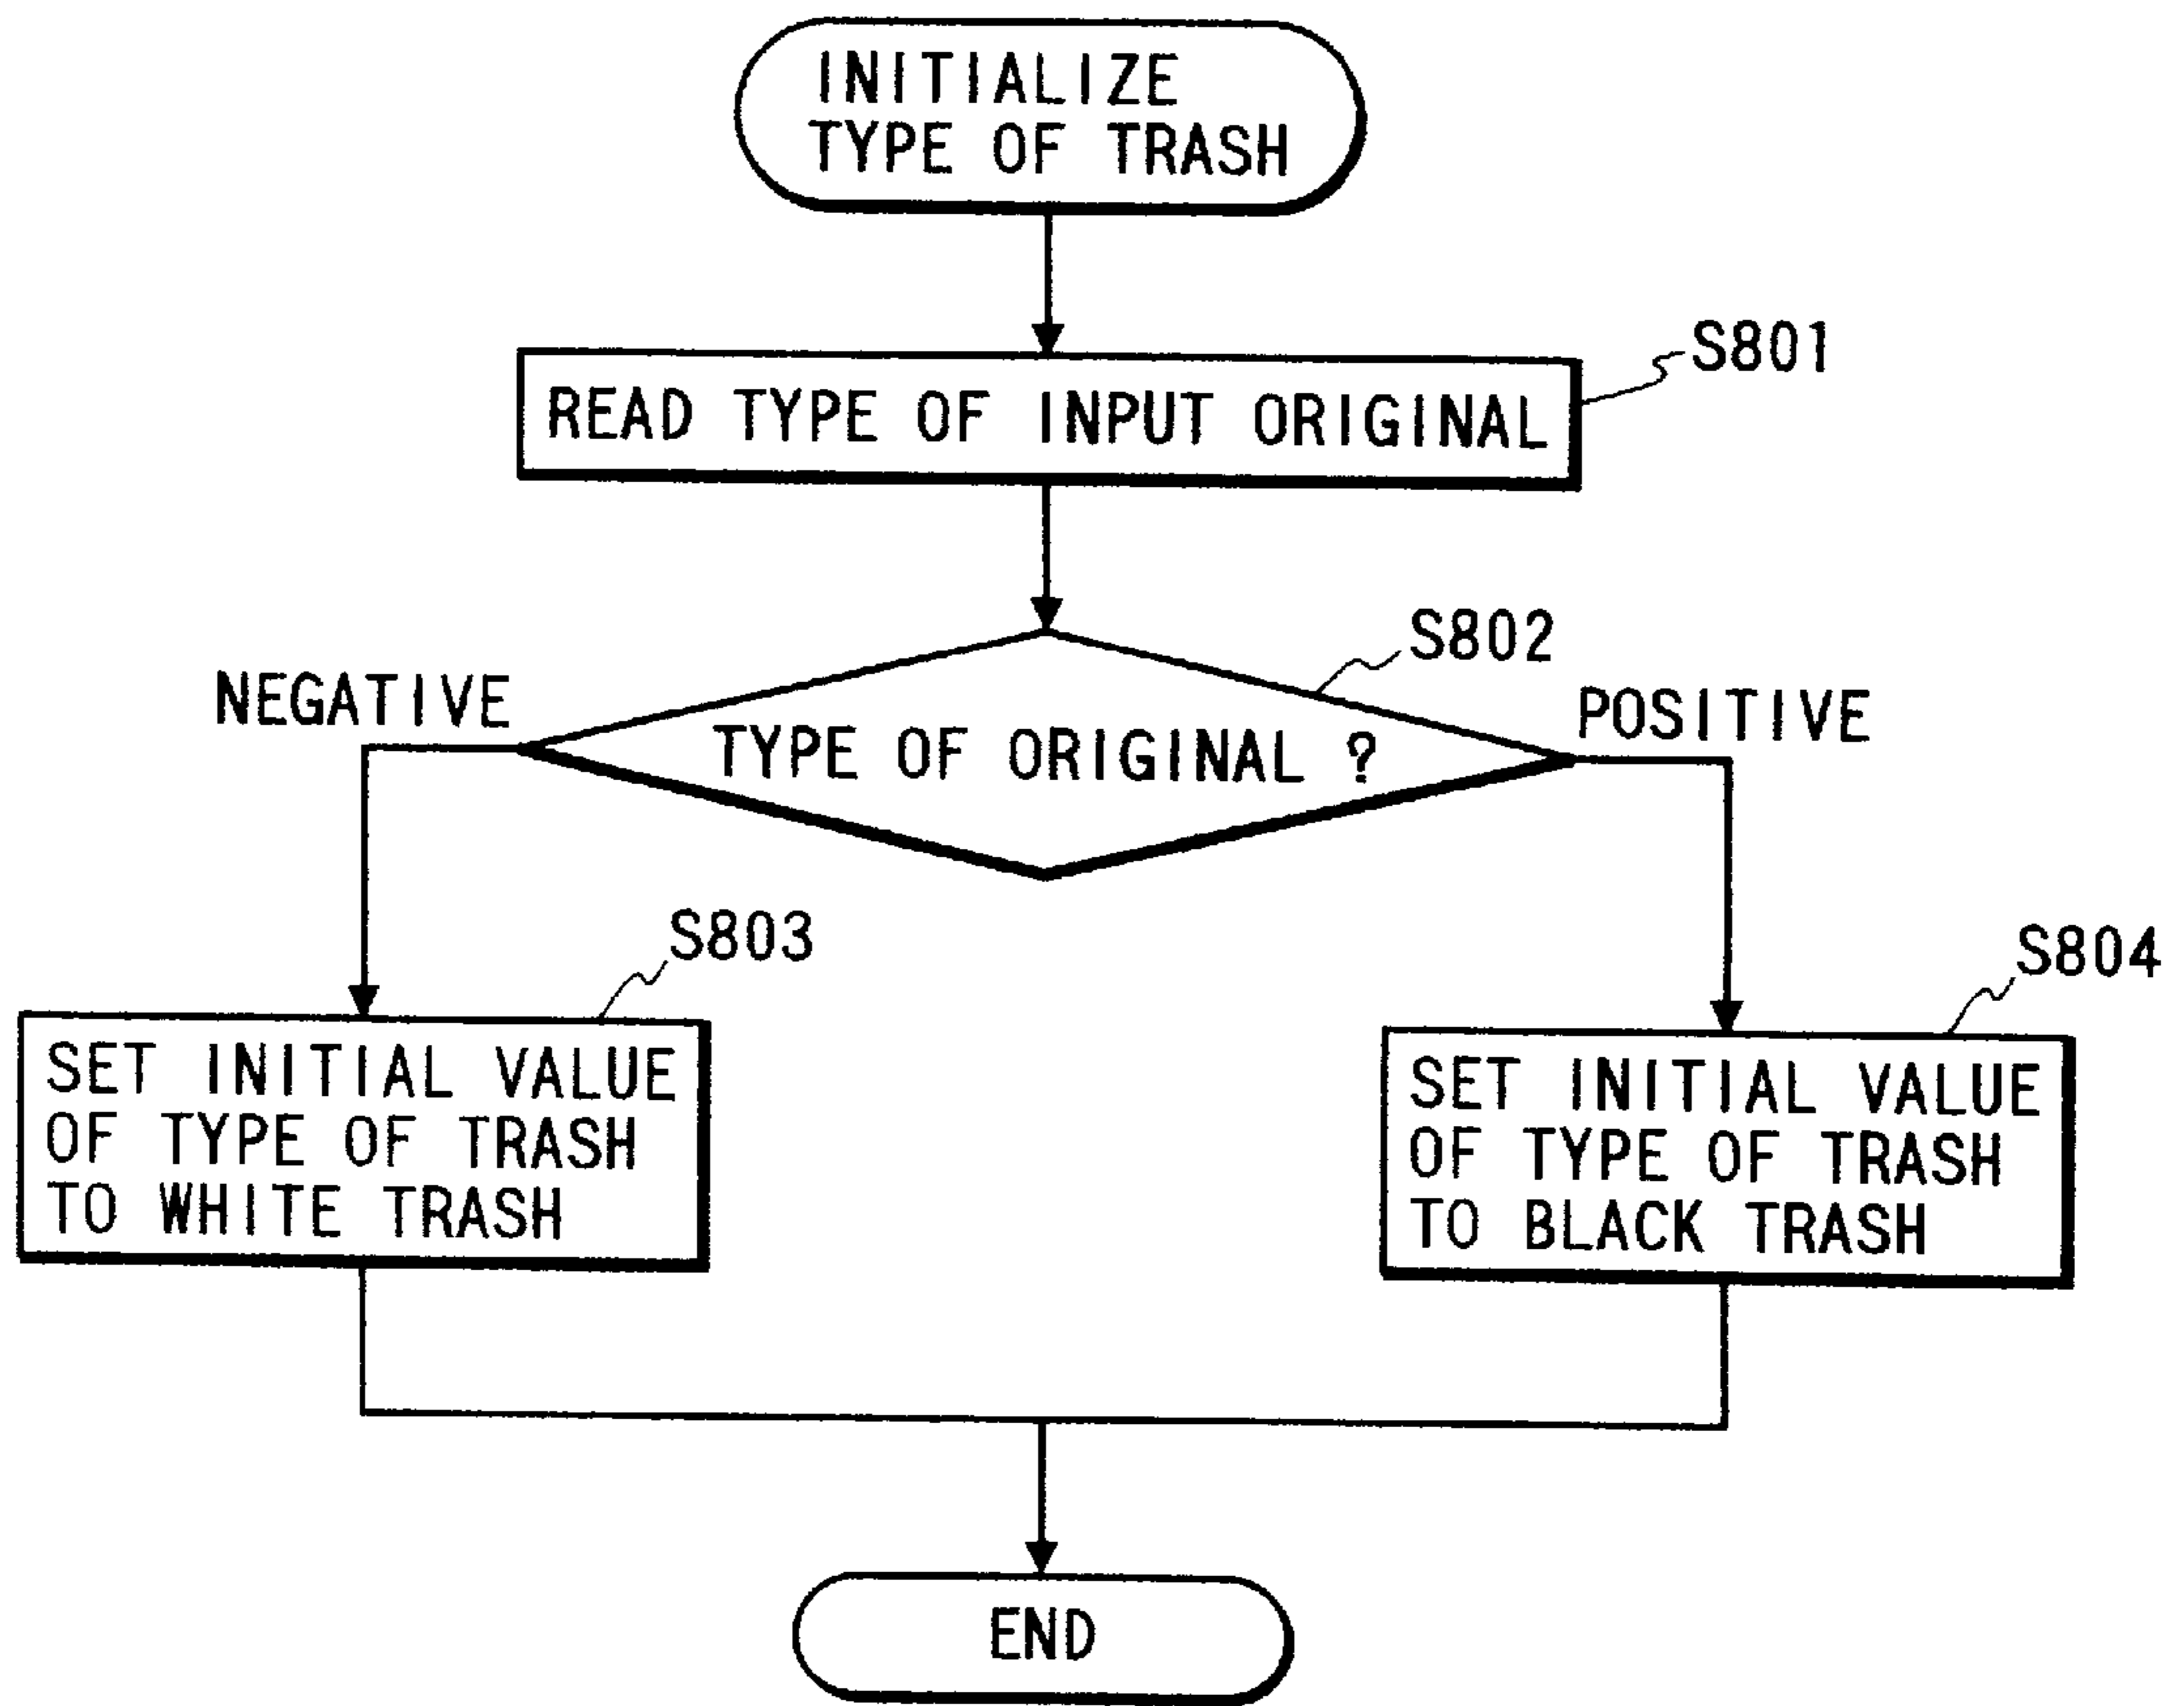 INITIALIZE
TYPE OF TRASH
S801
READ TYPE OF INPUT ORIGINAL
S802
NEGATIVE
POSITIVE
TYPE OF ORIGINAL ?
S803
S804
SET INITIAL VALUE
OF TYPE OF TRASH
TO WHITE TRASH
SET INITIAL VALUE
OF TYPE OF TRASH
TO BLACK TRASH
END